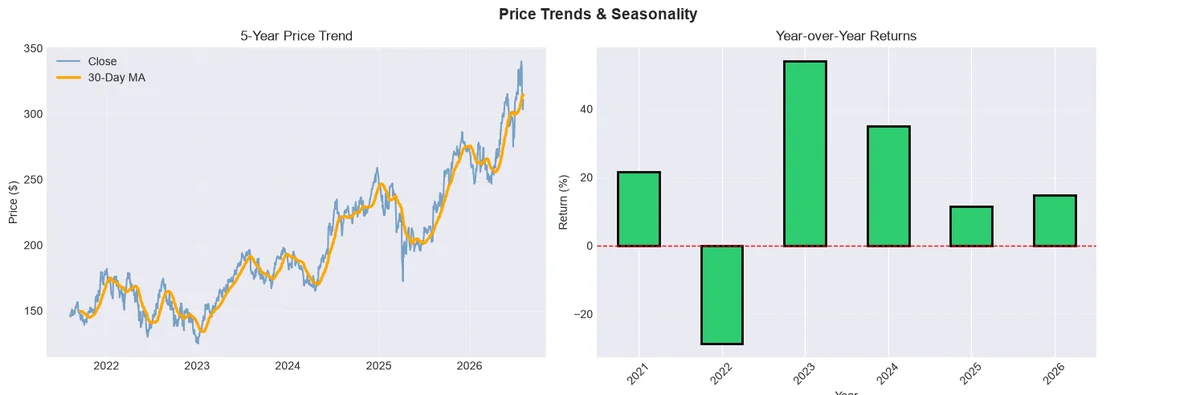 Price Trends & Seasonality
5-Year Price Trend
Close
30-Day MA
Price ($)
350
300
250
200
150
2022
2023
2024
2025
2026
Year-over-Year Returns
Return (%)
40
20
0
−20
2021
2022
2023
2024
2025
2026
Year